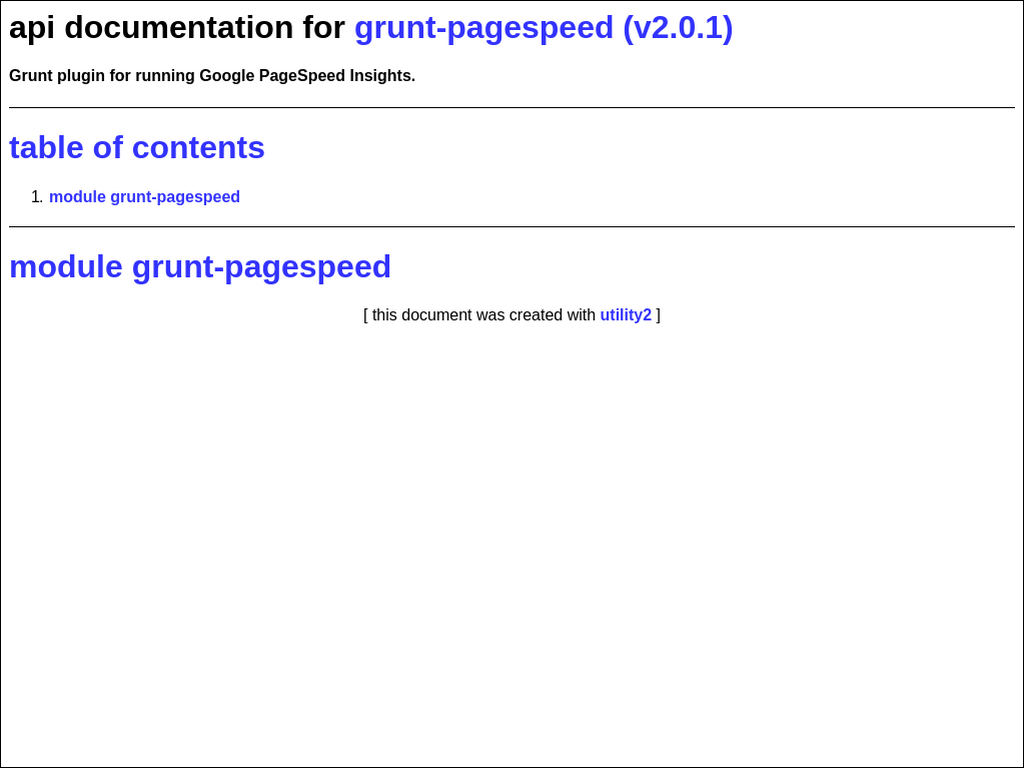 api documentation for grunt-pagespeed (v2.0.1)
Grunt plugin for running Google PageSpeed Insights.
table of contents
1. module grunt-pagespeed
module grunt-pagespeed
[ this document was created with utility2 ]